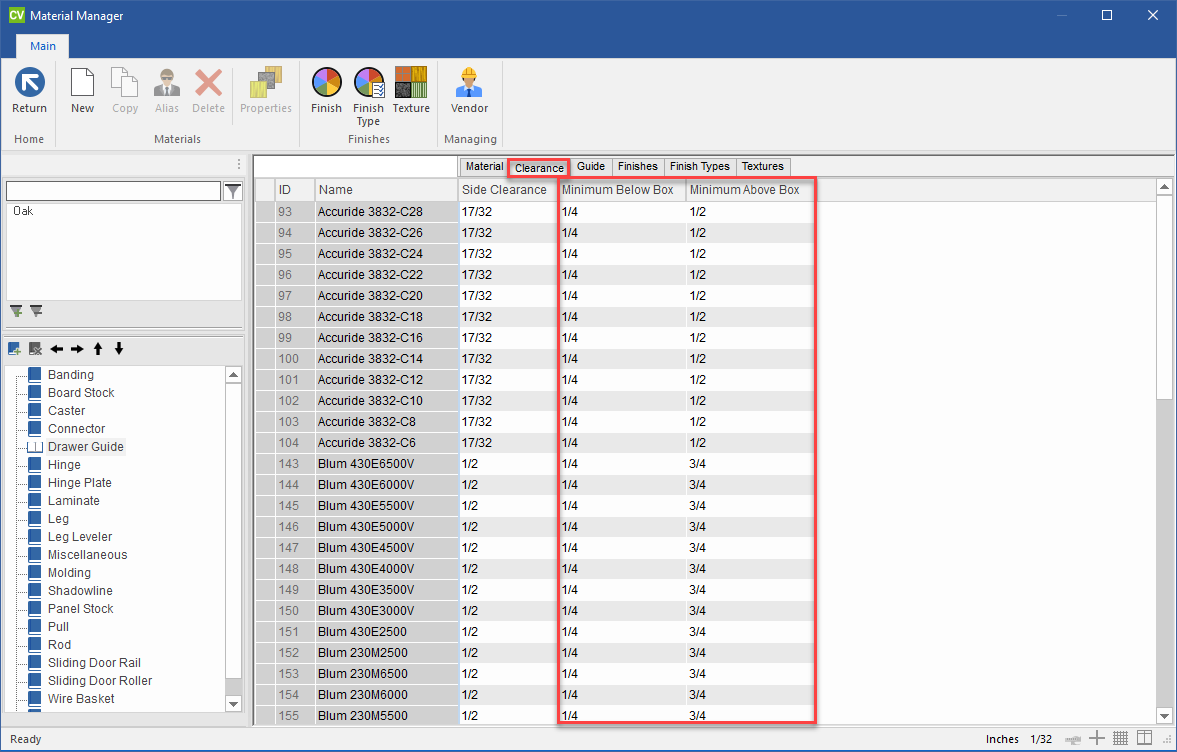 CV Material Manager
Main
Return
New
Copy
Alias
Delete
Properties
Finish
Finish Type
Texture
Vendor
Home
Materials
Finishes
Managing
Oak
Banding
Board Stock
Caster
Connector
Drawer Guide
Hinge
Hinge Plate
Laminate
Leg
Leg Leveler
Miscellaneous
Molding
Shadowline
Panel Stock
Pull
Rod
Sliding Door Rail
Sliding Door Roller
Wire Basket
Material Clearance Guide Finishes Finish Types Textures
ID Name Side Clearance Minimum Below Box Minimum Above Box
93 Accuride 3832-C28 17/32 1/4 1/2
94 Accuride 3832-C26 17/32 1/4 1/2
95 Accuride 3832-C24 17/32 1/4 1/2
96 Accuride 3832-C22 17/32 1/4 1/2
97 Accuride 3832-C20 17/32 1/4 1/2
98 Accuride 3832-C18 17/32 1/4 1/2
99 Accuride 3832-C16 17/32 1/4 1/2
100 Accuride 3832-C14 17/32 1/4 1/2
101 Accuride 3832-C12 17/32 1/4 1/2
102 Accuride 3832-C10 17/32 1/4 1/2
103 Accuride 3832-C8 17/32 1/4 1/2
104 Accuride 3832-C6 17/32 1/4 1/2
143 Blum 430E6500V 1/2 1/4 3/4
144 Blum 430E6000V 1/2 1/4 3/4
145 Blum 430E5500V 1/2 1/4 3/4
146 Blum 430E5000V 1/2 1/4 3/4
147 Blum 430E4500V 1/2 1/4 3/4
148 Blum 430E4000V 1/2 1/4 3/4
149 Blum 430E3500V 1/2 1/4 3/4
150 Blum 430E3000V 1/2 1/4 3/4
151 Blum 430E2500 1/2 1/4 3/4
152 Blum 230M2500 1/2 1/4 3/4
153 Blum 230M6500 1/2 1/4 3/4
154 Blum 230M6000 1/2 1/4 3/4
155 Blum 230M5500 1/2 1/4 3/4
Ready
Inches 1/32